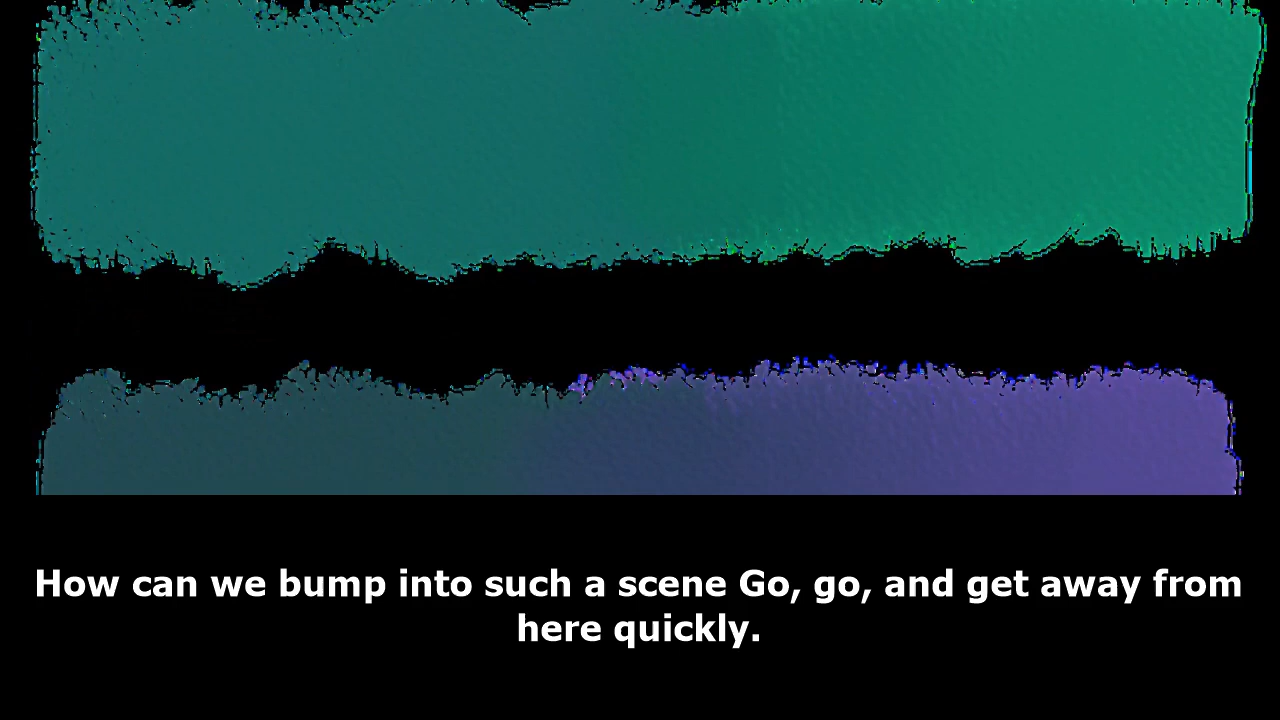 How can we bump into such a scene Go, go, and get away from
here quickly.